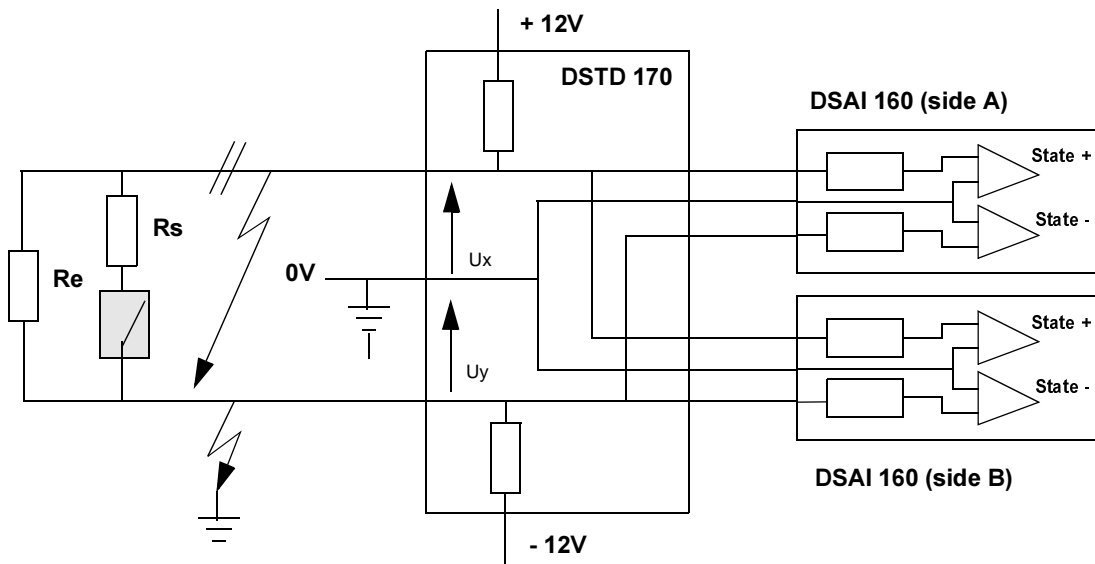 + 12V
DSTD 170
DSAI 160 (side A)
State +
State -
Rs
Re
0V
Ux
Uy
State +
State -
DSAI 160 (side B)
- 12V